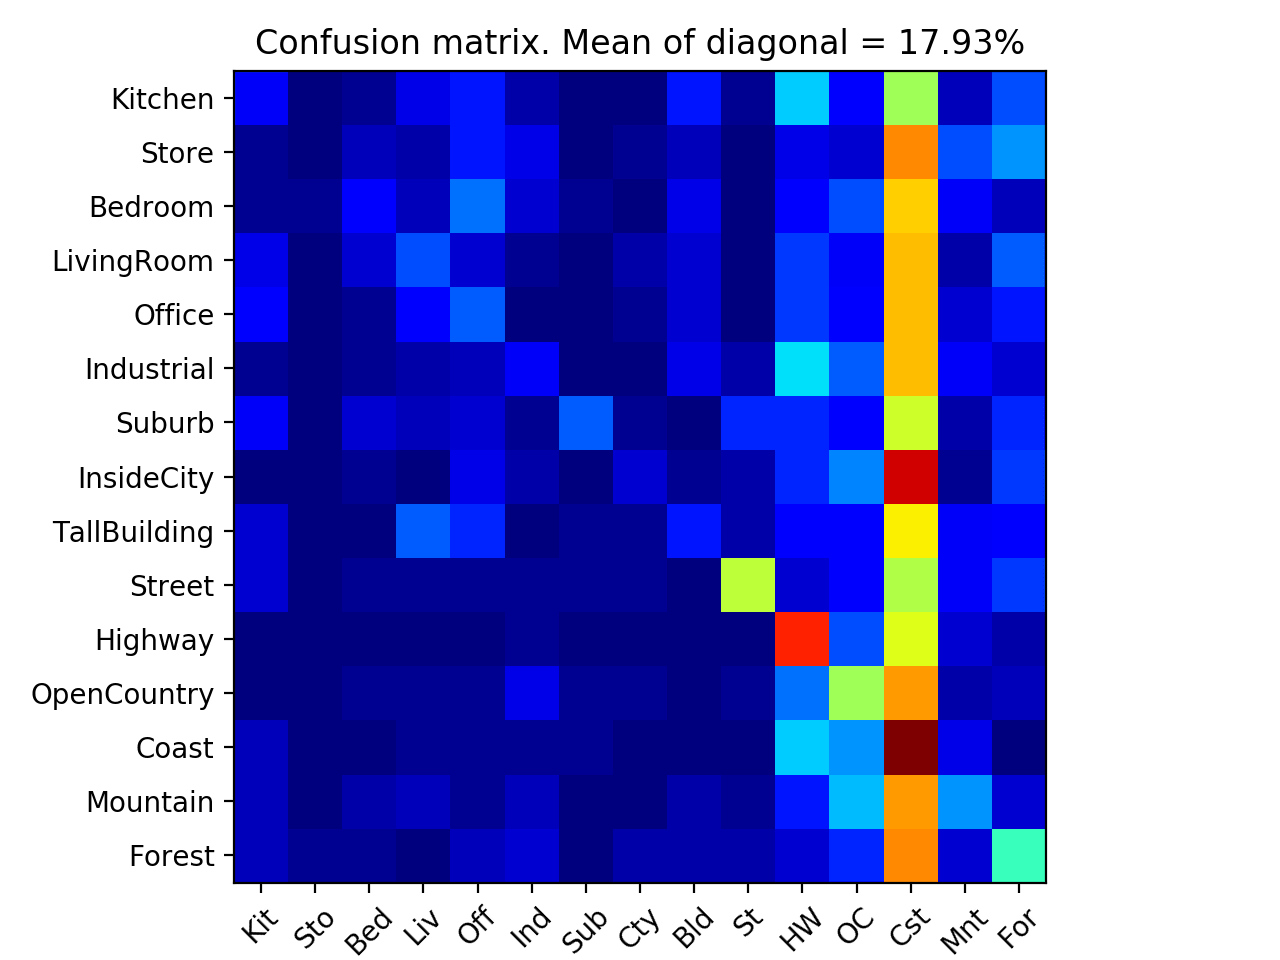 Confusion matrix. Mean of diagonal = 17.93%
Kitchen
Store
Bedroom
LivingRoom
Office
Industrial
Suburb
InsideCity
TallBuilding
Street
Highway
OpenCountry
Coast
Mountain
Forest
Kit Sto Bed Liv Off Ind Sub Cty Bld St HW OC Cst Mnt For